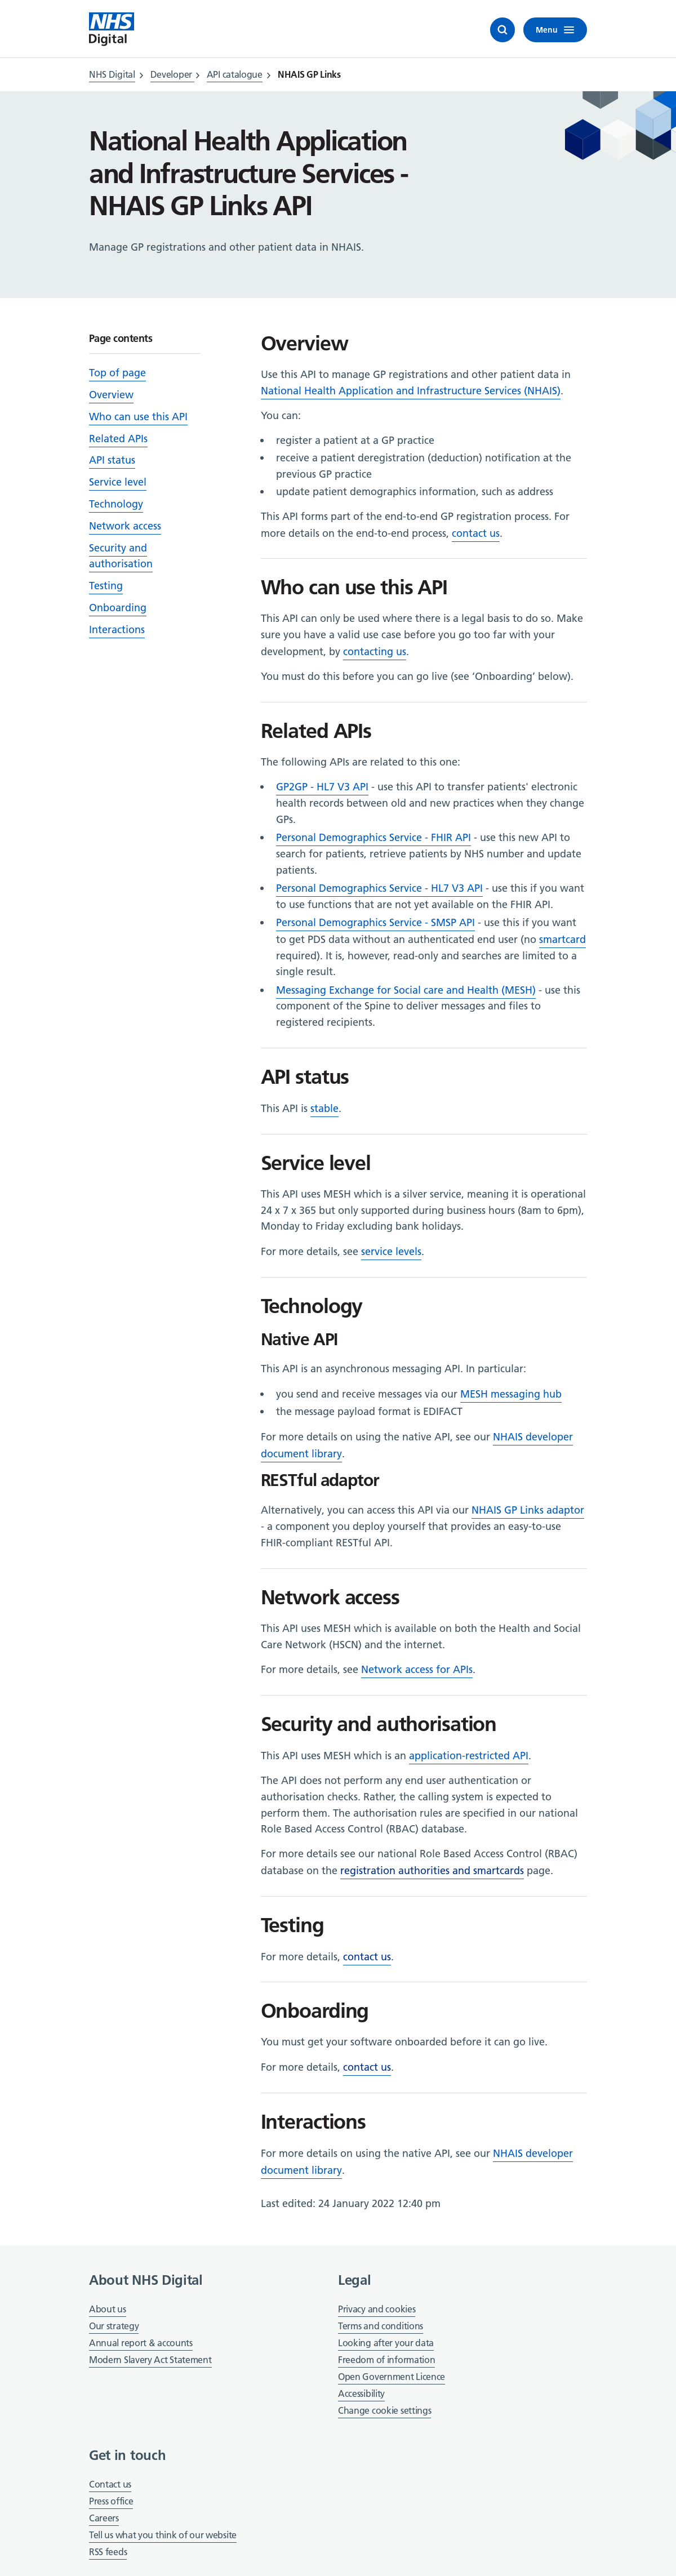 NHS
Digital
Menu
NHS Digital > Developer > API catalogue > NHAIS GP Links
National Health Application
and Infrastructure Services -
NHAIS GP Links API
Manage GP registrations and other patient data in NHAIS.
Page contents
Top of page
Overview
Who can use this API
Related APIs
API status
Service level
Technology
Network access
Security and
authorisation
Testing
Onboarding
Interactions
Overview
Use this API to manage GP registrations and other patient data in
National Health Application and Infrastructure Services (NHAIS).
You can:
• register a patient at a GP practice
• receive a patient deregistration (deduction) notification at the
previous GP practice
• update patient demographics information, such as address
This API forms part of the end-to-end GP registration process. For
more details on the end-to-end process, contact us.
Who can use this API
This API can only be used where there is a legal basis to do so. Make
sure you have a valid use case before you go too far with your
development, by contacting us.
You must do this before you can go live (see ‘Onboarding’ below).
Related APIs
The following APIs are related to this one:
• GP2GP - HL7 V3 API - use this API to transfer patients' electronic
health records between old and new practices when they change
GPs.
• Personal Demographics Service - FHIR API - use this new API to
search for patients, retrieve patients by NHS number and update
patients.
• Personal Demographics Service - HL7 V3 API - use this if you want
to use functions that are not yet available on the FHIR API.
• Personal Demographics Service - SMSP API - use this if you want
to get PDS data without an authenticated end user (no smartcard
required). It is, however, read-only and searches are limited to a
single result.
• Messaging Exchange for Social care and Health (MESH) - use this
component of the Spine to deliver messages and files to
registered recipients.
API status
This API is stable.
Service level
This API uses MESH which is a silver service, meaning it is operational
24 x 7 x 365 but only supported during business hours (8am to 6pm),
Monday to Friday excluding bank holidays.
For more details, see service levels.
Technology
Native API
This API is an asynchronous messaging API. In particular:
• you send and receive messages via our MESH messaging hub
• the message payload format is EDIFACT
For more details on using the native API, see our NHAIS developer
document library.
RESTful adaptor
Alternatively, you can access this API via our NHAIS GP Links adaptor
- a component you deploy yourself that provides an easy-to-use
FHIR-compliant RESTful API.
Network access
This API uses MESH which is available on both the Health and Social
Care Network (HSCN) and the internet.
For more details, see Network access for APIs.
Security and authorisation
This API uses MESH which is an application-restricted API.
The API does not perform any end user authentication or
authorisation checks. Rather, the calling system is expected to
perform them. The authorisation rules are specified in our national
Role Based Access Control (RBAC) database.
For more details see our national Role Based Access Control (RBAC)
database on the registration authorities and smartcards page.
Testing
For more details, contact us.
Onboarding
You must get your software onboarded before it can go live.
For more details, contact us.
Interactions
For more details on using the native API, see our NHAIS developer
document library.
Last edited: 24 January 2022 12:40 pm
About NHS Digital
About us
Our strategy
Annual report & accounts
Modern Slavery Act Statement
Legal
Privacy and cookies
Terms and conditions
Looking after your data
Freedom of information
Open Government Licence
Accessibility
Change cookie settings
Get in touch
Contact us
Press office
Careers
Tell us what you think of our website
RSS feeds